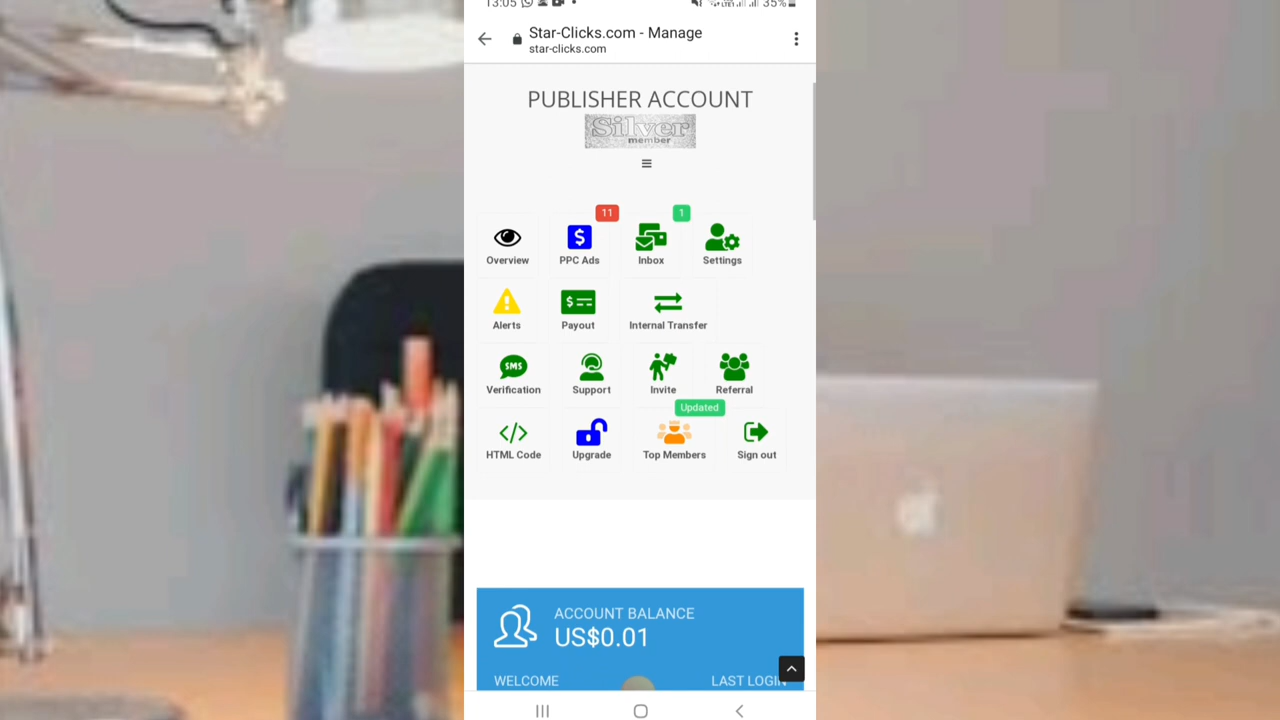 13:05
35%
Star-Clicks.com - Manage
star-clicks.com
PUBLISHER ACCOUNT
Silver
member
11
1
Overview
PPC Ads
Inbox
Settings
Alerts
Payout
Internal Transfer
SMS
Verification
Support
Invite
Referral
Updated
HTML Code
Upgrade
Top Members
Sign out
ACCOUNT BALANCE
US$0.01
WELCOME
LAST LOGIN